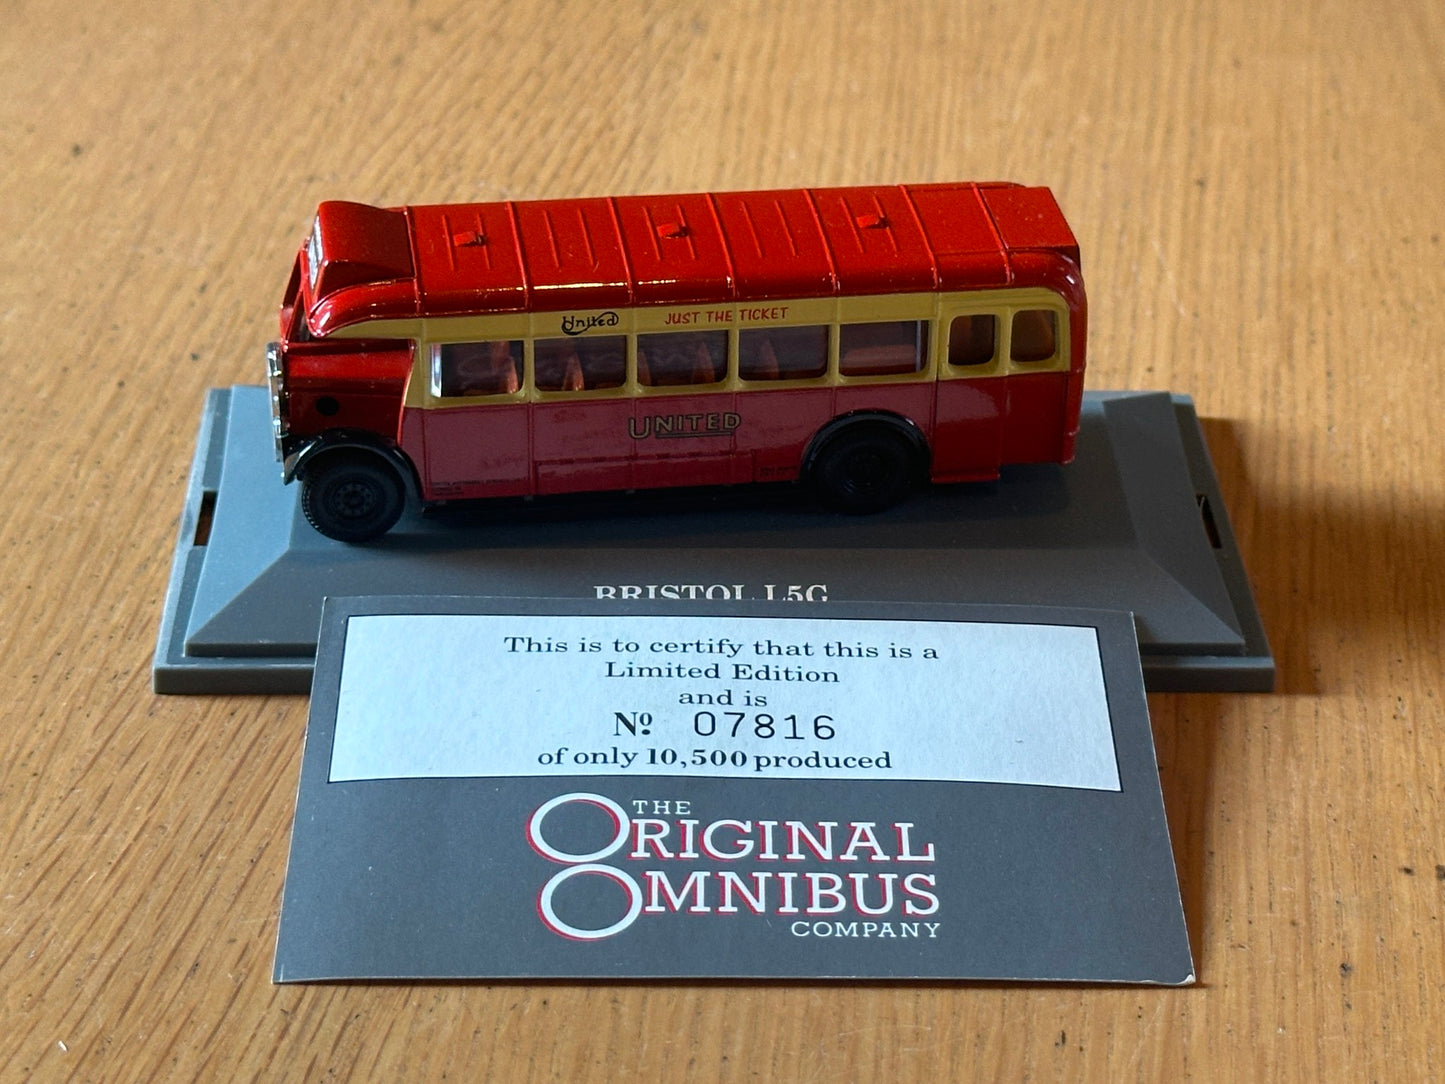 United JUST THE TICKET
UNITED
BRISTOL L5G
This is to certify that this is a
Limited Edition
and is
Nº 07816
of only 10,500 produced
THE
ORIGINAL
OMNIBUS
COMPANY